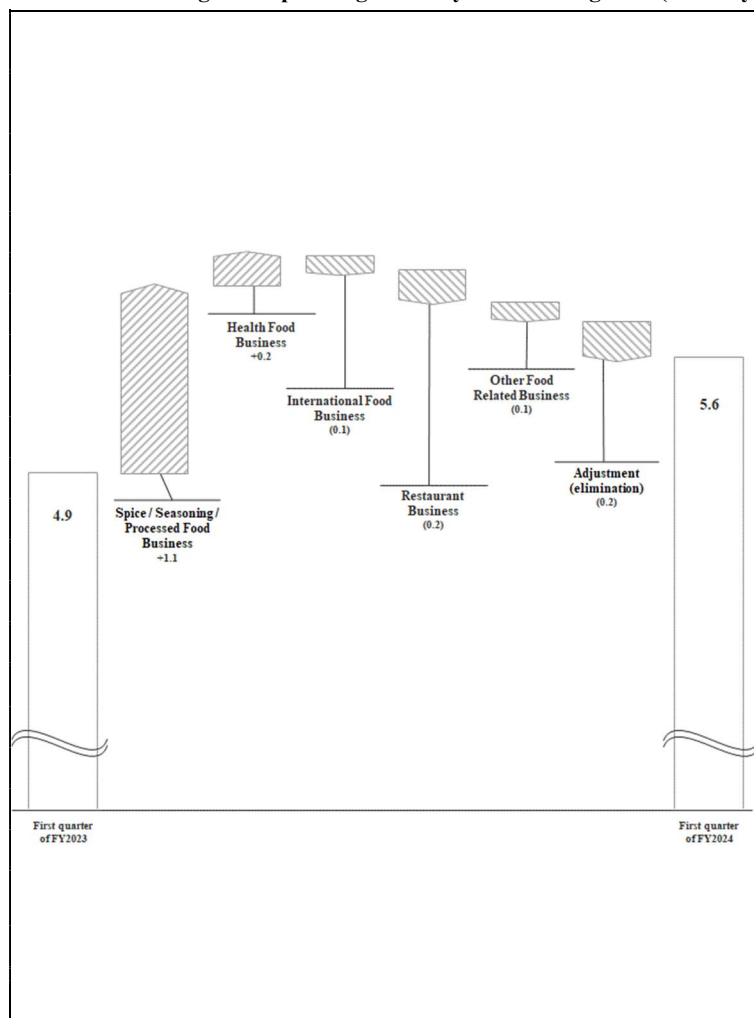 Health Food
Business
+0.2
International Food
Business
(0.1)
Other Food
Related Business
(0.1)
5.6
Adjustment
(elimination)
(0.2)
Restaurant
Business
(0.2)
4.9
Spice / Seasoning /
Processed Food
Business
+1.1
First quarter
of FY2023
First quarter
of FY2024